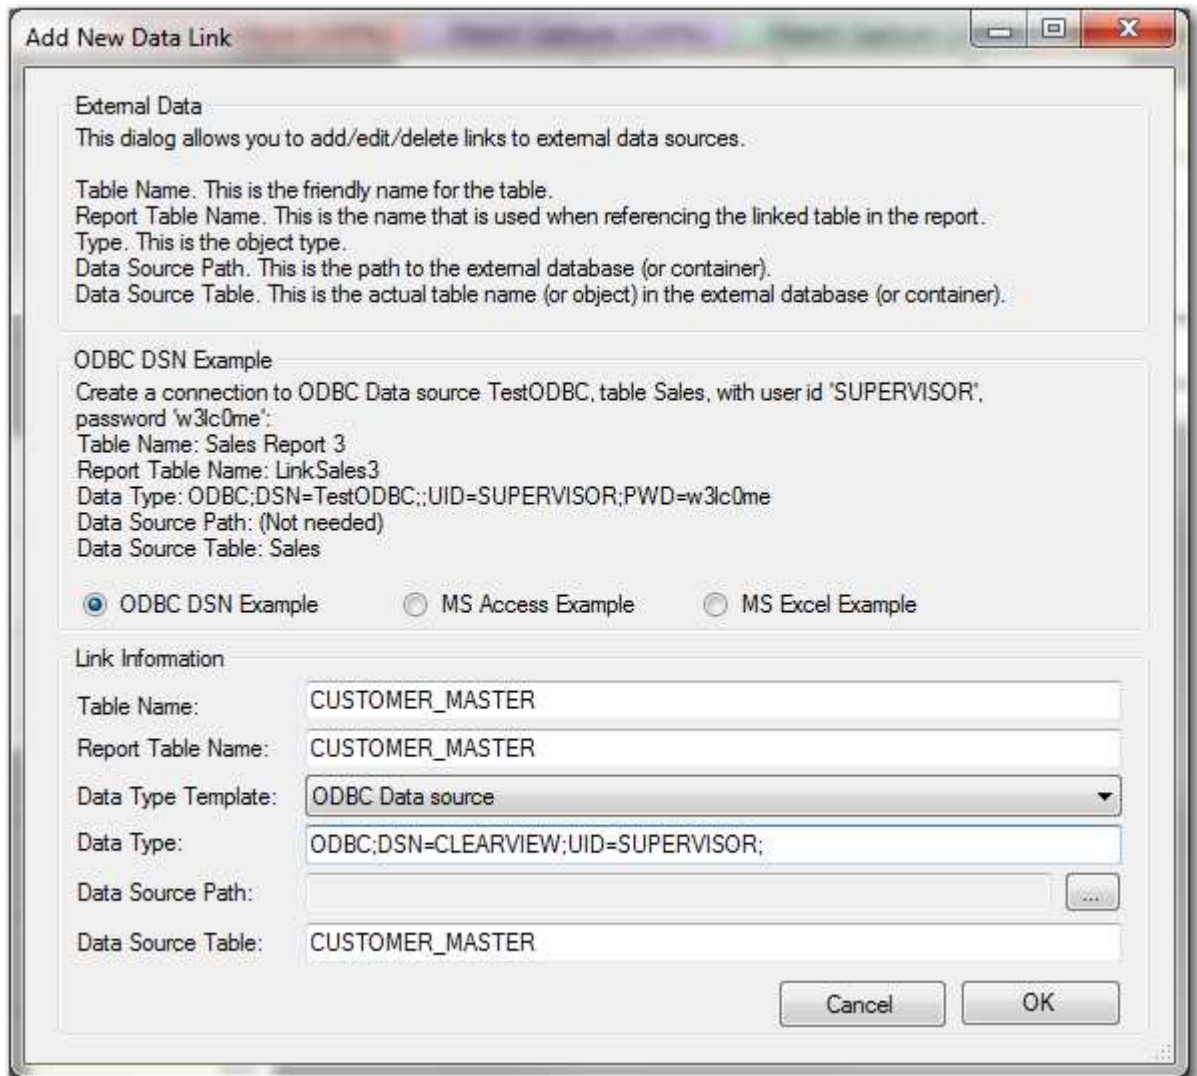 Add New Data Link
External Data
This dialog allows you to add/edit/delete links to external data sources.
Table Name. This is the friendly name for the table.
Report Table Name. This is the name that is used when referencing the linked table in the report.
Type. This is the object type.
Data Source Path. This is the path to the external database (or container).
Data Source Table. This is the actual table name (or object) in the external database (or container).
ODBC DSN Example
Create a connection to ODBC Data source TestODBC, table Sales, with user id "SUPERVISOR",
password 'w3lc0me':
Table Name: Sales Report 3
Report Table Name: LinkSales3
Data Type: ODBC;DSN=TestODBC;;UID=SUPERVISOR;PWD=w3lc0me
Data Source Path: (Not needed)
Data Source Table: Sales
ODBC DSN Example MS Access Example MS Excel Example
Link Information
Table Name: CUSTOMER_MASTER
Report Table Name: CUSTOMER_MASTER
Data Type Template: ODBC Data source
Data Type: ODBC;DSN=CLEARVIEW;UID=SUPERVISOR;
Data Source Path: ...
Data Source Table: CUSTOMER_MASTER
Cancel OK